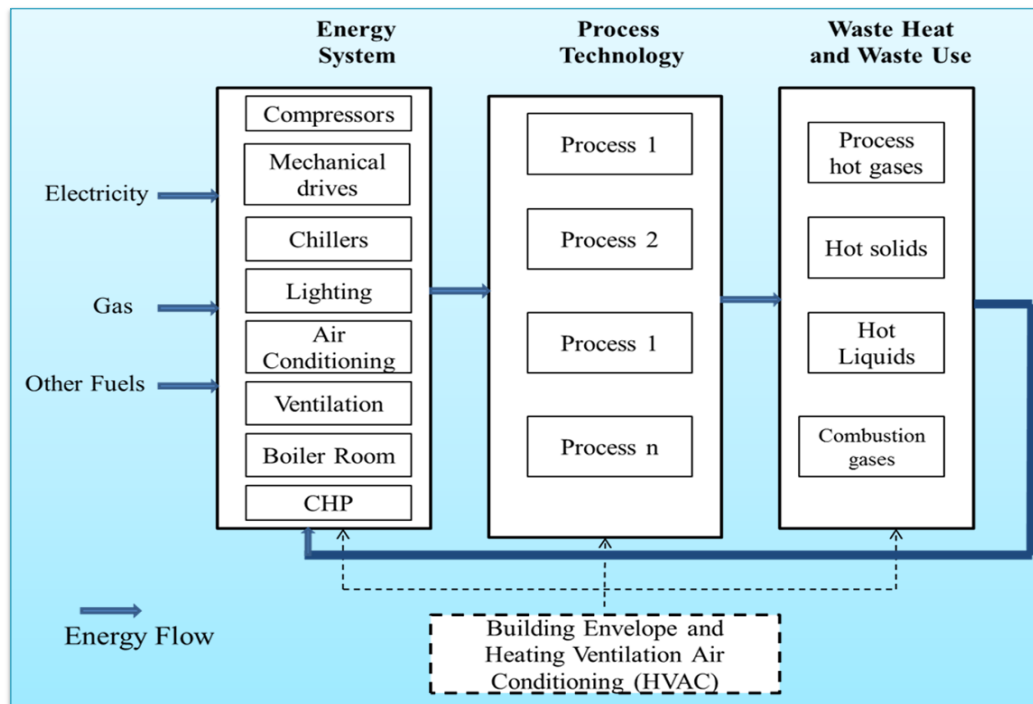 Energy
System
Process
Technology
Waste Heat
and Waste Use
Electricity
Gas
Other Fuels
Compressors
Mechanical
drives
Chillers
Lighting
Air
Conditioning
Ventilation
Boiler Room
CHP
Process 1
Process 2
Process 1
Process n
Process
hot gases
Hot solids
Hot
Liquids
Combustion
gases
Energy Flow
Building Envelope and
Heating Ventilation Air
Conditioning (HVAC)